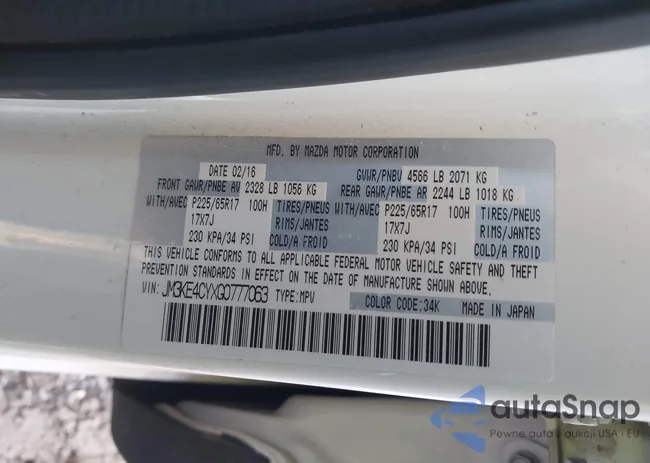 MFD. BY MAZDA MOTOR CORPORATION
DATE 02/16 GVWR/PNBV 4566 LB 2071 KG
FRONT GAWR/PNBE AV 2328 LB 1056 KG REAR GAWR/PNBE AR 2244 LB 1018 KG
WITH/AVEC P225/65R17 100H TIRES/PNEUS WITH/AVEC P225/65R17 100H TIRES/PNEUS
17X7J RIMS/JANTES 17X7J RIMS/JANTES
230 KPA/34 PSI COLD/A FROID 230 KPA/34 PSI COLD/A FROID
THIS VEHICLE CONFORMS TO ALL APPLICABLE FEDERAL MOTOR VEHICLE SAFETY AND THEFT
PREVENTION STANDARDS IN EFFECT ON THE DATE OF MANUFACTURE SHOWN ABOVE.
VIN: JM3KE4CYXG0777063 TYPE: MPV COLOR CODE: 34K MADE IN JAPAN
autoSnap
Pewne auta z aukcji USA · EU